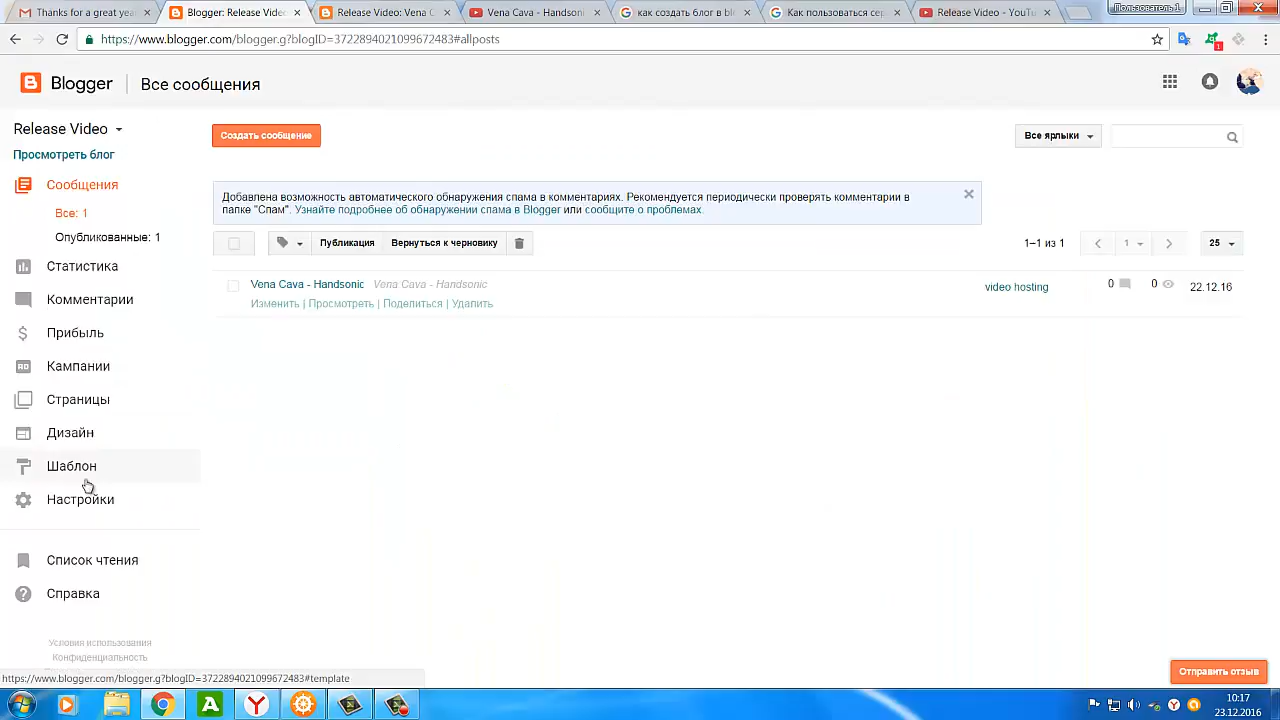 Thanks for a great yea
Blogger: Release Video
Release Video: Vena C
Vena Cava - Handson
как создать блог в bl
Как пользоваться
Release Video - YouTu
Пользователь 1
https://www.blogger.com/blogger.g?blogID=3722894021099672483#allposts
1
Blogger
Все сообщения
Release Video
Просмотреть блог
Создать сообщение
Все ярлыки
Сообщения
Все: 1
Опубликованные: 1
Статистика
Комментарии
Прибыль
Кампании
Страницы
Дизайн
Шаблон
Настройки
Список чтения
Справка
Условия использования
Конфиденциальность
Добавлена возможность автоматического обнаружения спама в комментариях. Рекомендуется периодически проверять комментарии в
папке "Спам". Узнайте подробнее об обнаружении спама в Blogger или сообщите о проблемах.
Публикация
Вернуться к черновику
1–1 из 1
1
25
Vena Cava - Handsonic Vena Cava - Handsonic
Изменить | Просмотреть | Поделиться | Удалить
video hosting
0
0
22.12.16
https://www.blogger.com/blogger.g?blogID=3722894021099672483#template
Отправить отзыв
10:17
23.12.2016